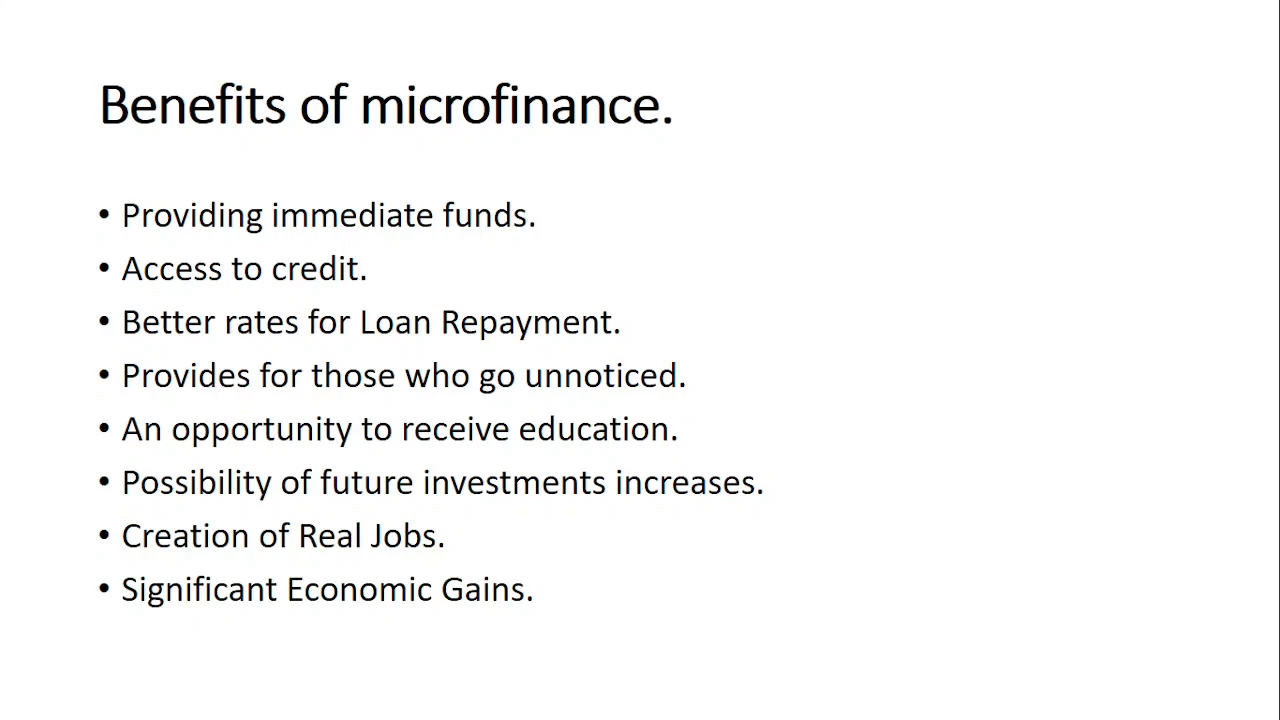 Benefits of microfinance.
• Providing immediate funds.
• Access to credit.
• Better rates for Loan Repayment.
• Provides for those who go unnoticed.
• An opportunity to receive education.
• Possibility of future investments increases.
• Creation of Real Jobs.
• Significant Economic Gains.